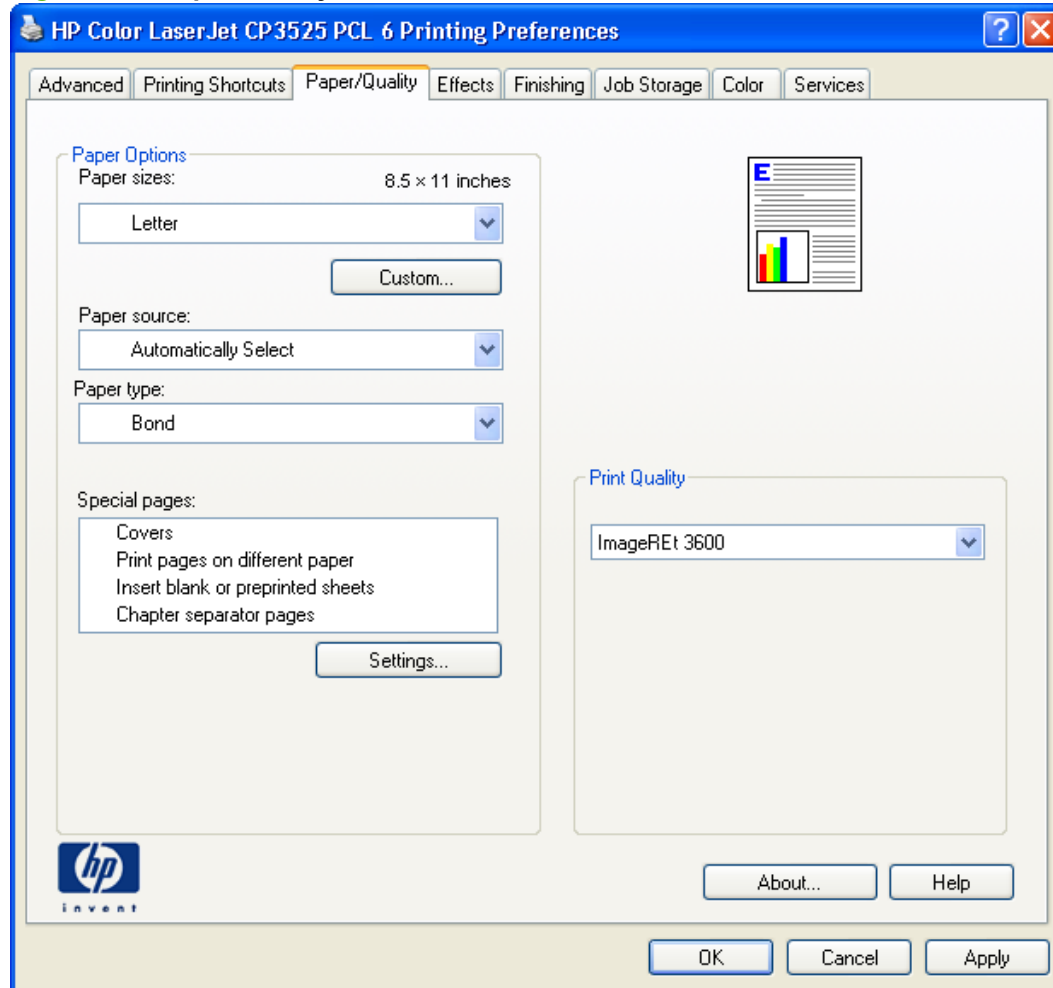 HP Color LaserJet CP3525 PCL 6 Printing Preferences
Advanced Printing Shortcuts Paper/Quality Effects Finishing Job Storage Color Services
Paper Options
Paper sizes: 8.5 × 11 inches
Letter
Custom...
Paper source:
Automatically Select
Paper type:
Bond
Special pages:
Covers
Print pages on different paper
Insert blank or preprinted sheets
Chapter separator pages
Settings...
E
Print Quality
ImageREt 3600
hp
invent
About... Help
OK Cancel Apply